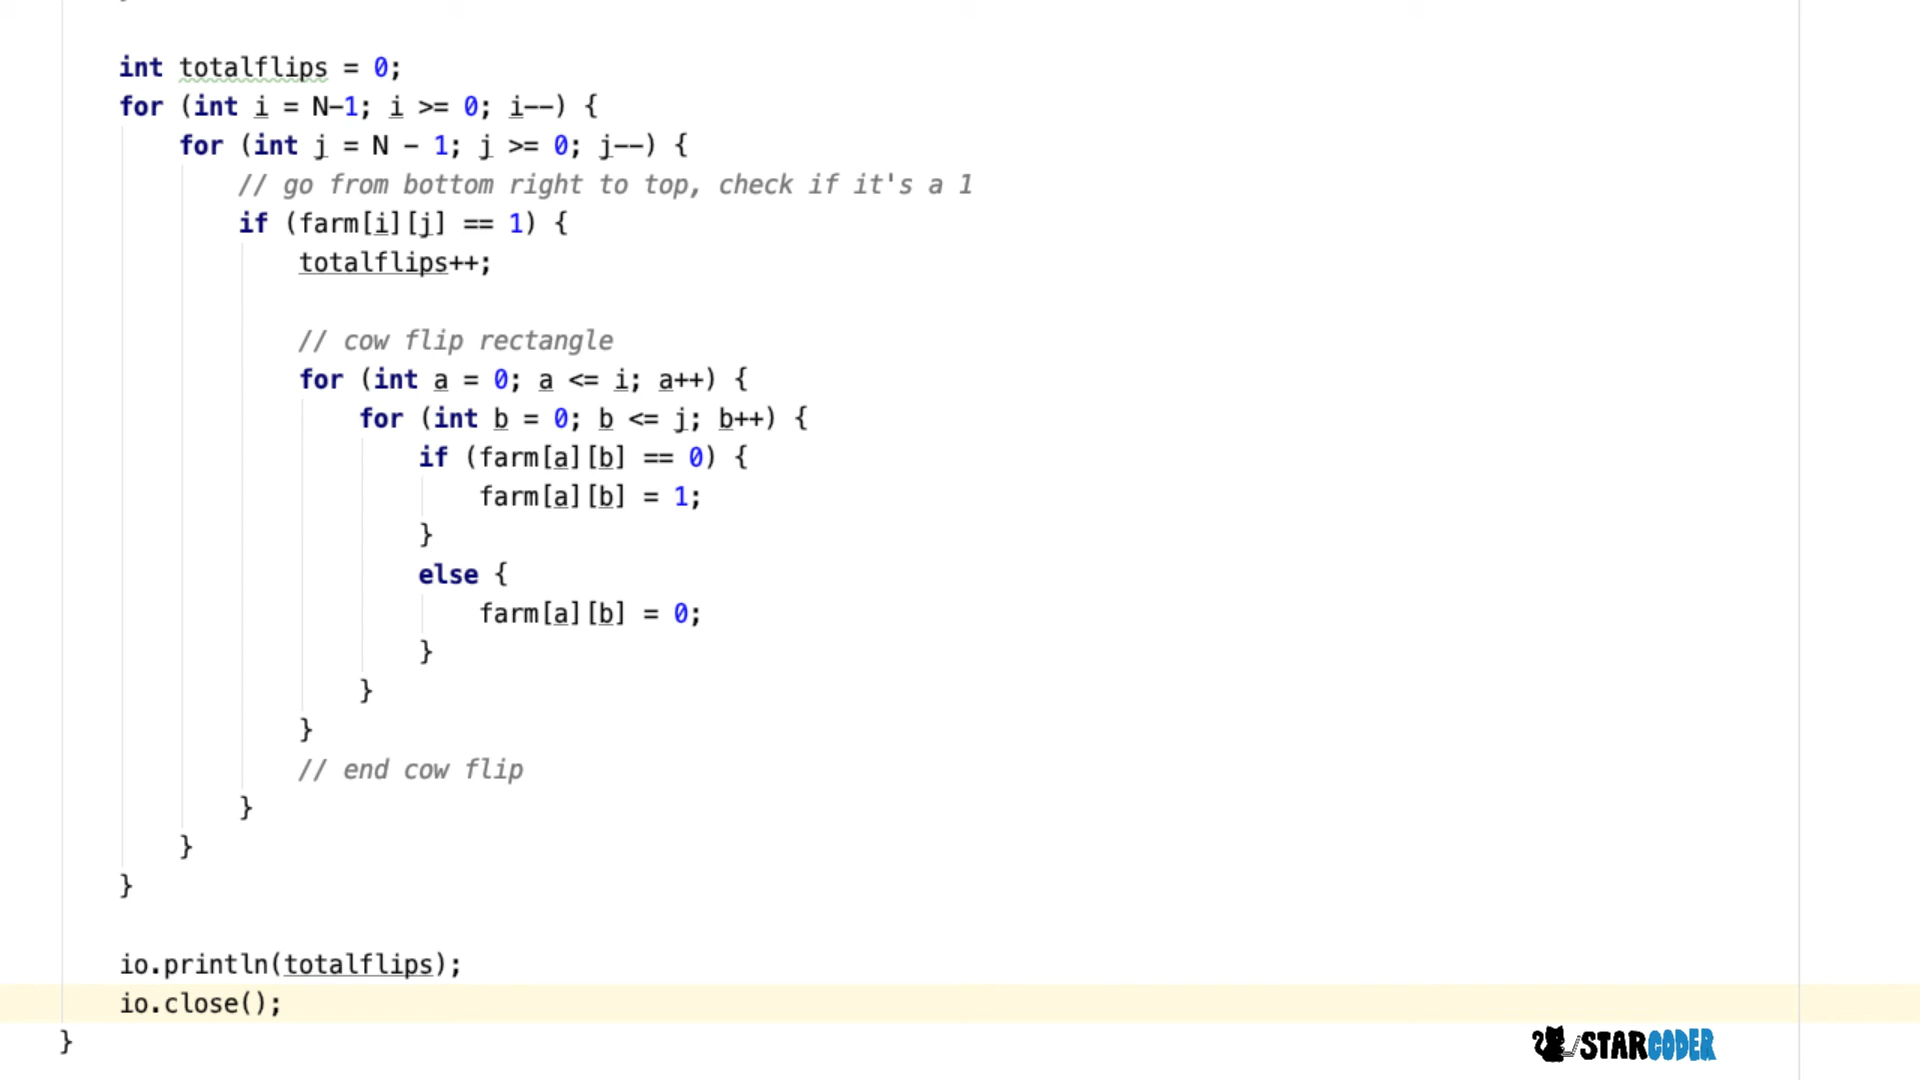 int totalflips = 0;
for (int i = N-1; i >= 0; i--) {
for (int j = N - 1; j >= 0; j--) {
// go from bottom right to top, check if it's a 1
if (farm[i][j] == 1) {
totalflips++;
// cow flip rectangle
for (int a = 0; a <= i; a++) {
for (int b = 0; b <= j; b++) {
if (farm[a][b] == 0) {
farm[a][b] = 1;
}
else {
farm[a][b] = 0;
}
}
}
// end cow flip
}
}
}
io.println(totalflips);
io.close();
}
STARCODER